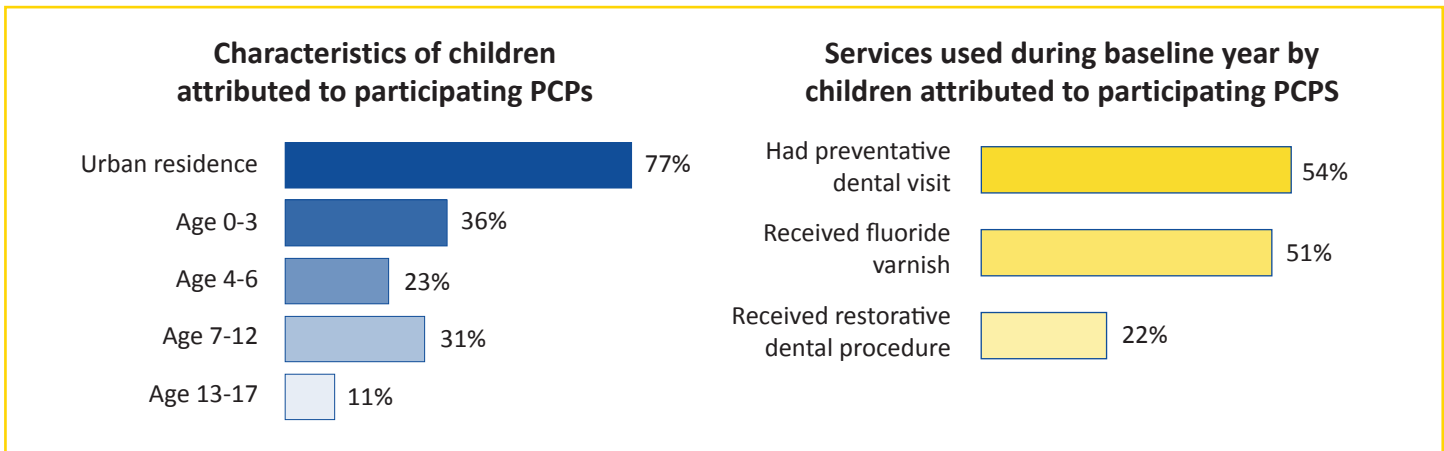 Characteristics of children
attributed to participating PCPs
Urban residence
77%
Age 0-3
36%
Age 4-6
23%
Age 7-12
31%
Age 13-17
11%
Services used during baseline year by
children attributed to participating PCPS
Had preventative
dental visit
54%
Received fluoride
varnish
51%
Received restorative
dental procedure
22%